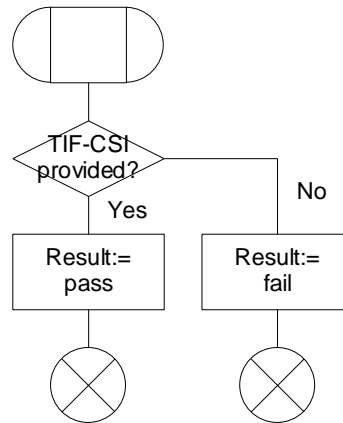 TIF-CSI
provided?
Yes
No
Result:=
pass
Result:=
fail